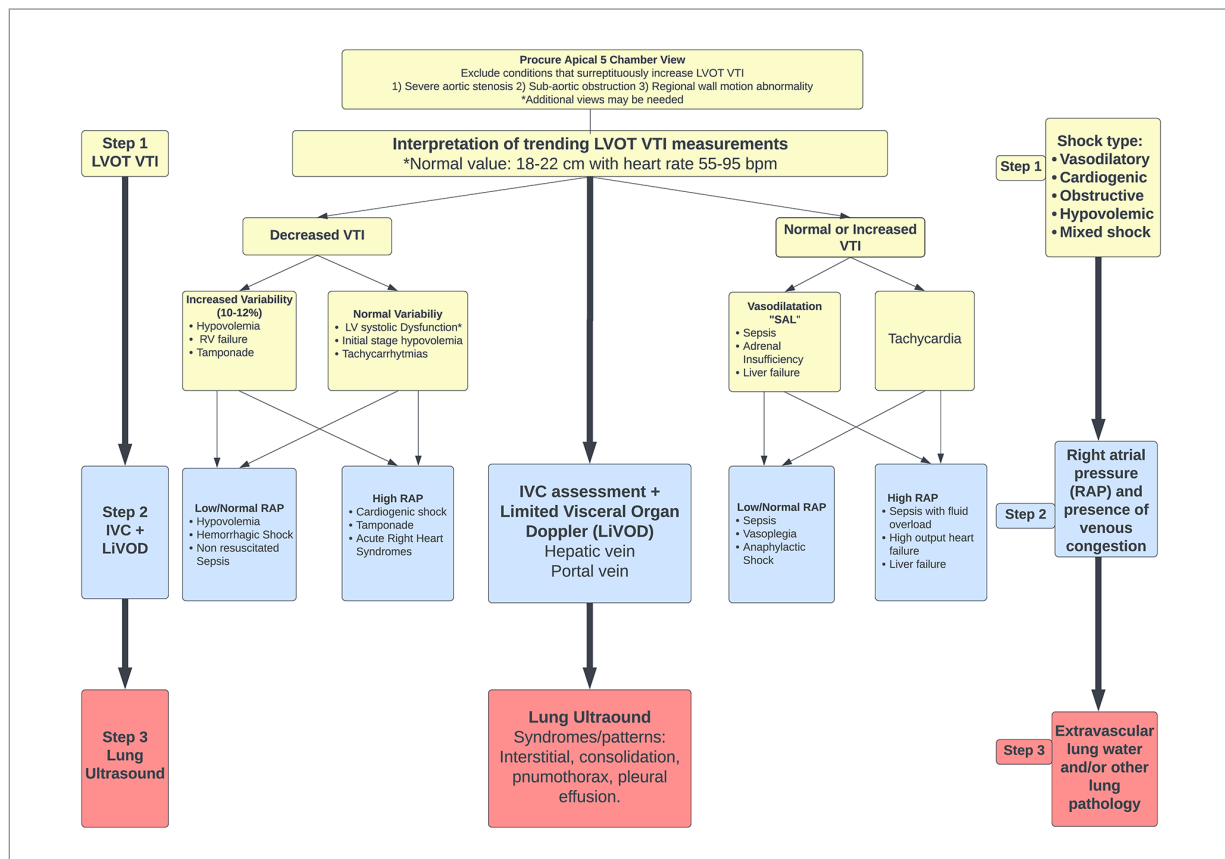 Procure Apical 5 Chamber View
Exclude conditions that surreptituously increase LVOT VTI
1) Severe aortic stenosis 2) Sub-aortic obstruction 3) Regional wall motion abnormality
*Additional views may be needed
Step 1
LVOT VTI
Interpretation of trending LVOT VTI measurements
*Normal value: 18-22 cm with heart rate 55-95 bpm
Step 1
Shock type:
• Vasodilatory
• Cardiogenic
• Obstructive
• Hypovolemic
• Mixed shock
Decreased VTI
Normal or Increased
VTI
Increased Variability
(10-12%)
• Hypovolemia
• RV failure
• Tamponade
Normal Variabiliy
• LV systolic Dysfunction*
• Initial stage hypovolemia
• Tachycarrhytmias
Vasodilatation
"SAL"
• Sepsis
• Adrenal
Insufficiency
• Liver failure
Tachycardia
Step 2
IVC +
LiVOD
Low/Normal RAP
• Hypovolemia
• Hemorrhagic Shock
• Non resuscitated
Sepsis
High RAP
• Cardiogenic shock
• Tamponade
• Acute Right Heart
Syndromes
IVC assessment +
Limited Visceral Organ
Doppler (LiVOD)
Hepatic vein
Portal vein
Low/Normal RAP
• Sepsis
• Vasoplegia
• Anaphylactic
Shock
High RAP
• Sepsis with fluid
overload
• High output heart
failure
• Liver failure
Step 2
Right atrial
pressure
(RAP) and
presence of
venous
congestion
Step 3
Lung
Ultrasound
Lung Ultraound
Syndromes/patterns:
Interstitial, consolidation,
pnumothorax, pleural
effusion.
Step 3
Extravascular
lung water
and/or other
lung
pathology